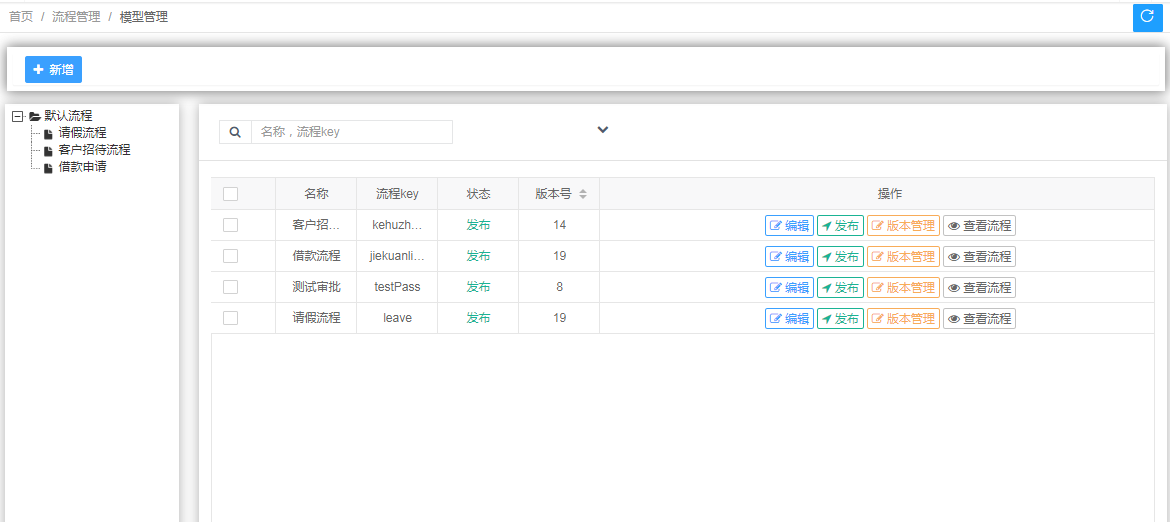 首页 / 流程管理 / 模型管理
新增
默认流程
请假流程
客户招待流程
借款申请
名称，流程key
名称 流程key 状态 版本号 操作
客户招... kehuzh... 发布 14 编辑 发布 版本管理 查看流程
借款流程 jiekuanli... 发布 19 编辑 发布 版本管理 查看流程
测试审批 testPass 发布 8 编辑 发布 版本管理 查看流程
请假流程 leave 发布 19 编辑 发布 版本管理 查看流程